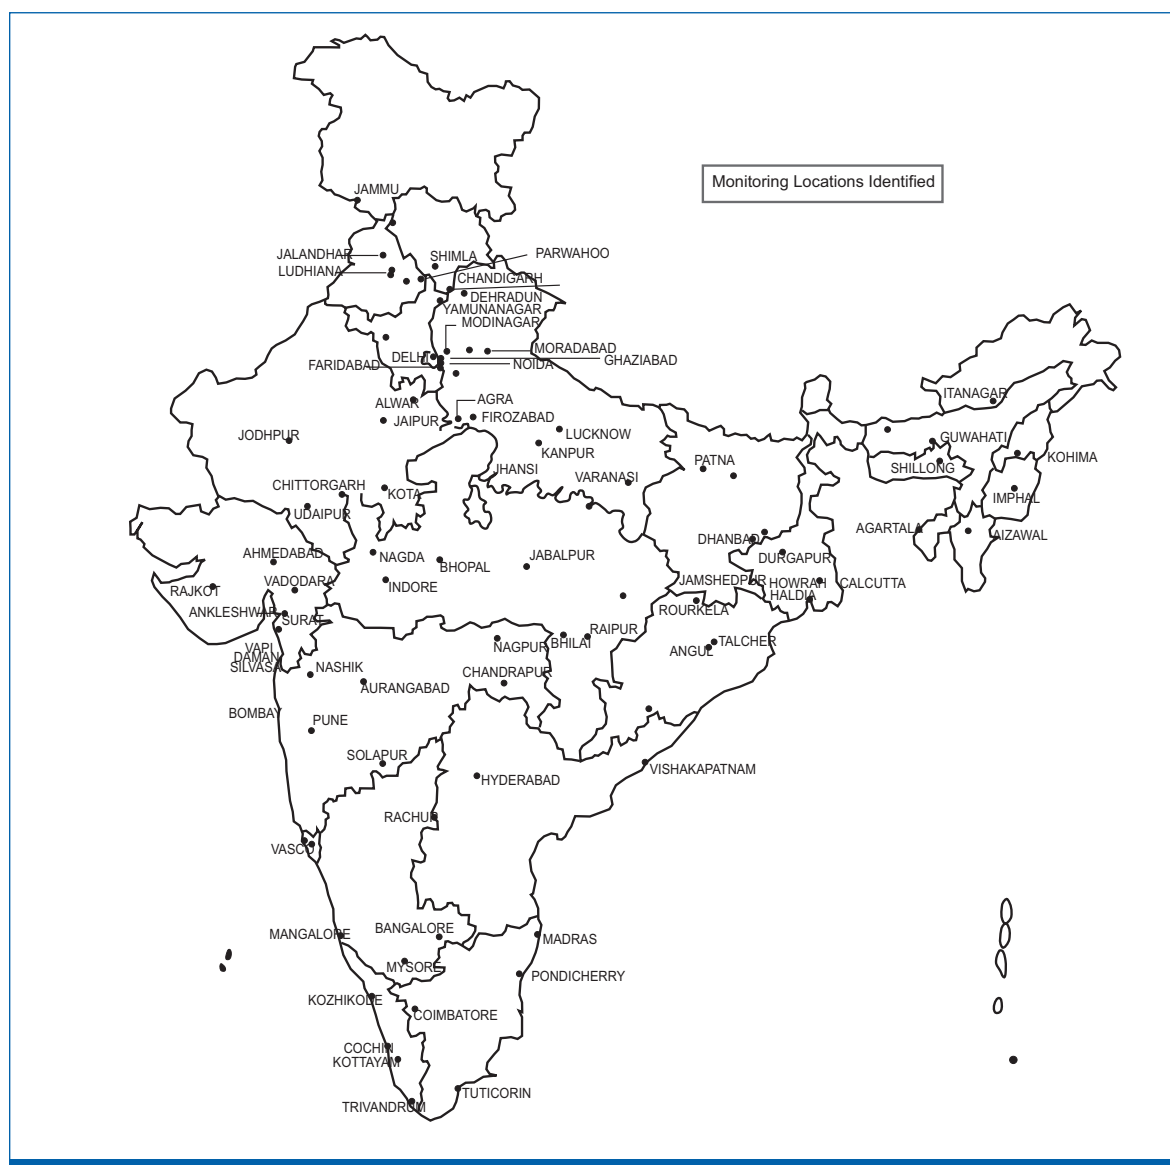 Monitoring Locations Identified
JAMMU
JALANDHAR
SHIMLA
PARWAHOO
LUDHIANA
CHANDIGARH
DEHRADUN
YAMUNANAGAR
MODINAGAR
MORADABAD
DELHI
GHAZIABAD
FARIDABAD
NOIDA
ITANAGAR
ALWAR
AGRA
JAIPUR
FIROZABAD
JODHPUR
LUCKNOW
GUWAHATI
KANPUR
KOHIMA
PATNA
SHILLONG
JHANSI
VARANASI
CHITTORGARH
KOTA
IMPHAL
UDAIPUR
AGARTALA
AIZAWAL
DHANBAD
AHMEDABAD
NAGDA
JABALPUR
DURGAPUR
BHOPAL
VADODARA
JAMSHEDPUR
HOWRAH
CALCUTTA
RAJKOT
INDORE
HALDIA
ANKLESHWAR
ROURKELA
SURAT
RAIPUR
VAPI
NAGPUR
BHILAI
TALCHER
DAMAN
ANGUL
SILVASA
NASHIK
CHANDRAPUR
AURANGABAD
BOMBAY
PUNE
SOLAPUR
VISHAKAPATNAM
HYDERABAD
RACHUR
VASCO
MANGALORE
BANGALORE
MADRAS
MYSORE
PONDICHERRY
KOZHIKODE
COIMBATORE
COCHIN
KOTTAYAM
TUTICORIN
TRIVANDRUM